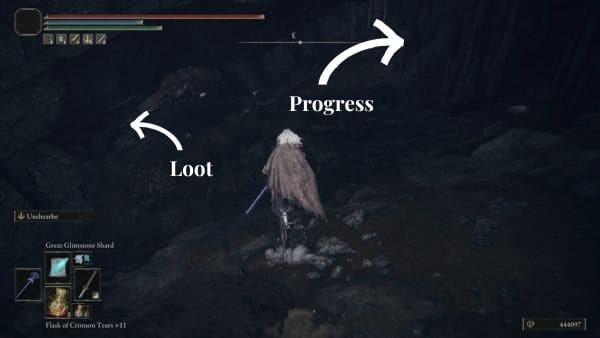 E
Progress
Loot
Unsheathe
Great Glintstone Shard
Flask of Crimson Tears +11
444097